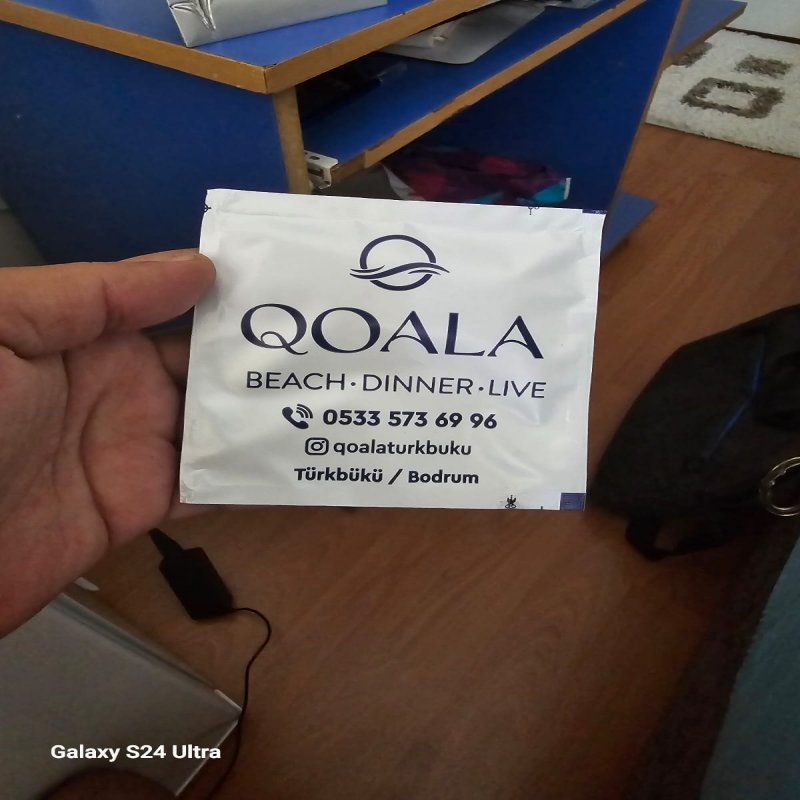 QOALA
BEACH·DINNER·LIVE
0533 573 69 96
qoalaturkbuku
Türkbükü / Bodrum
Galaxy S24 Ultra